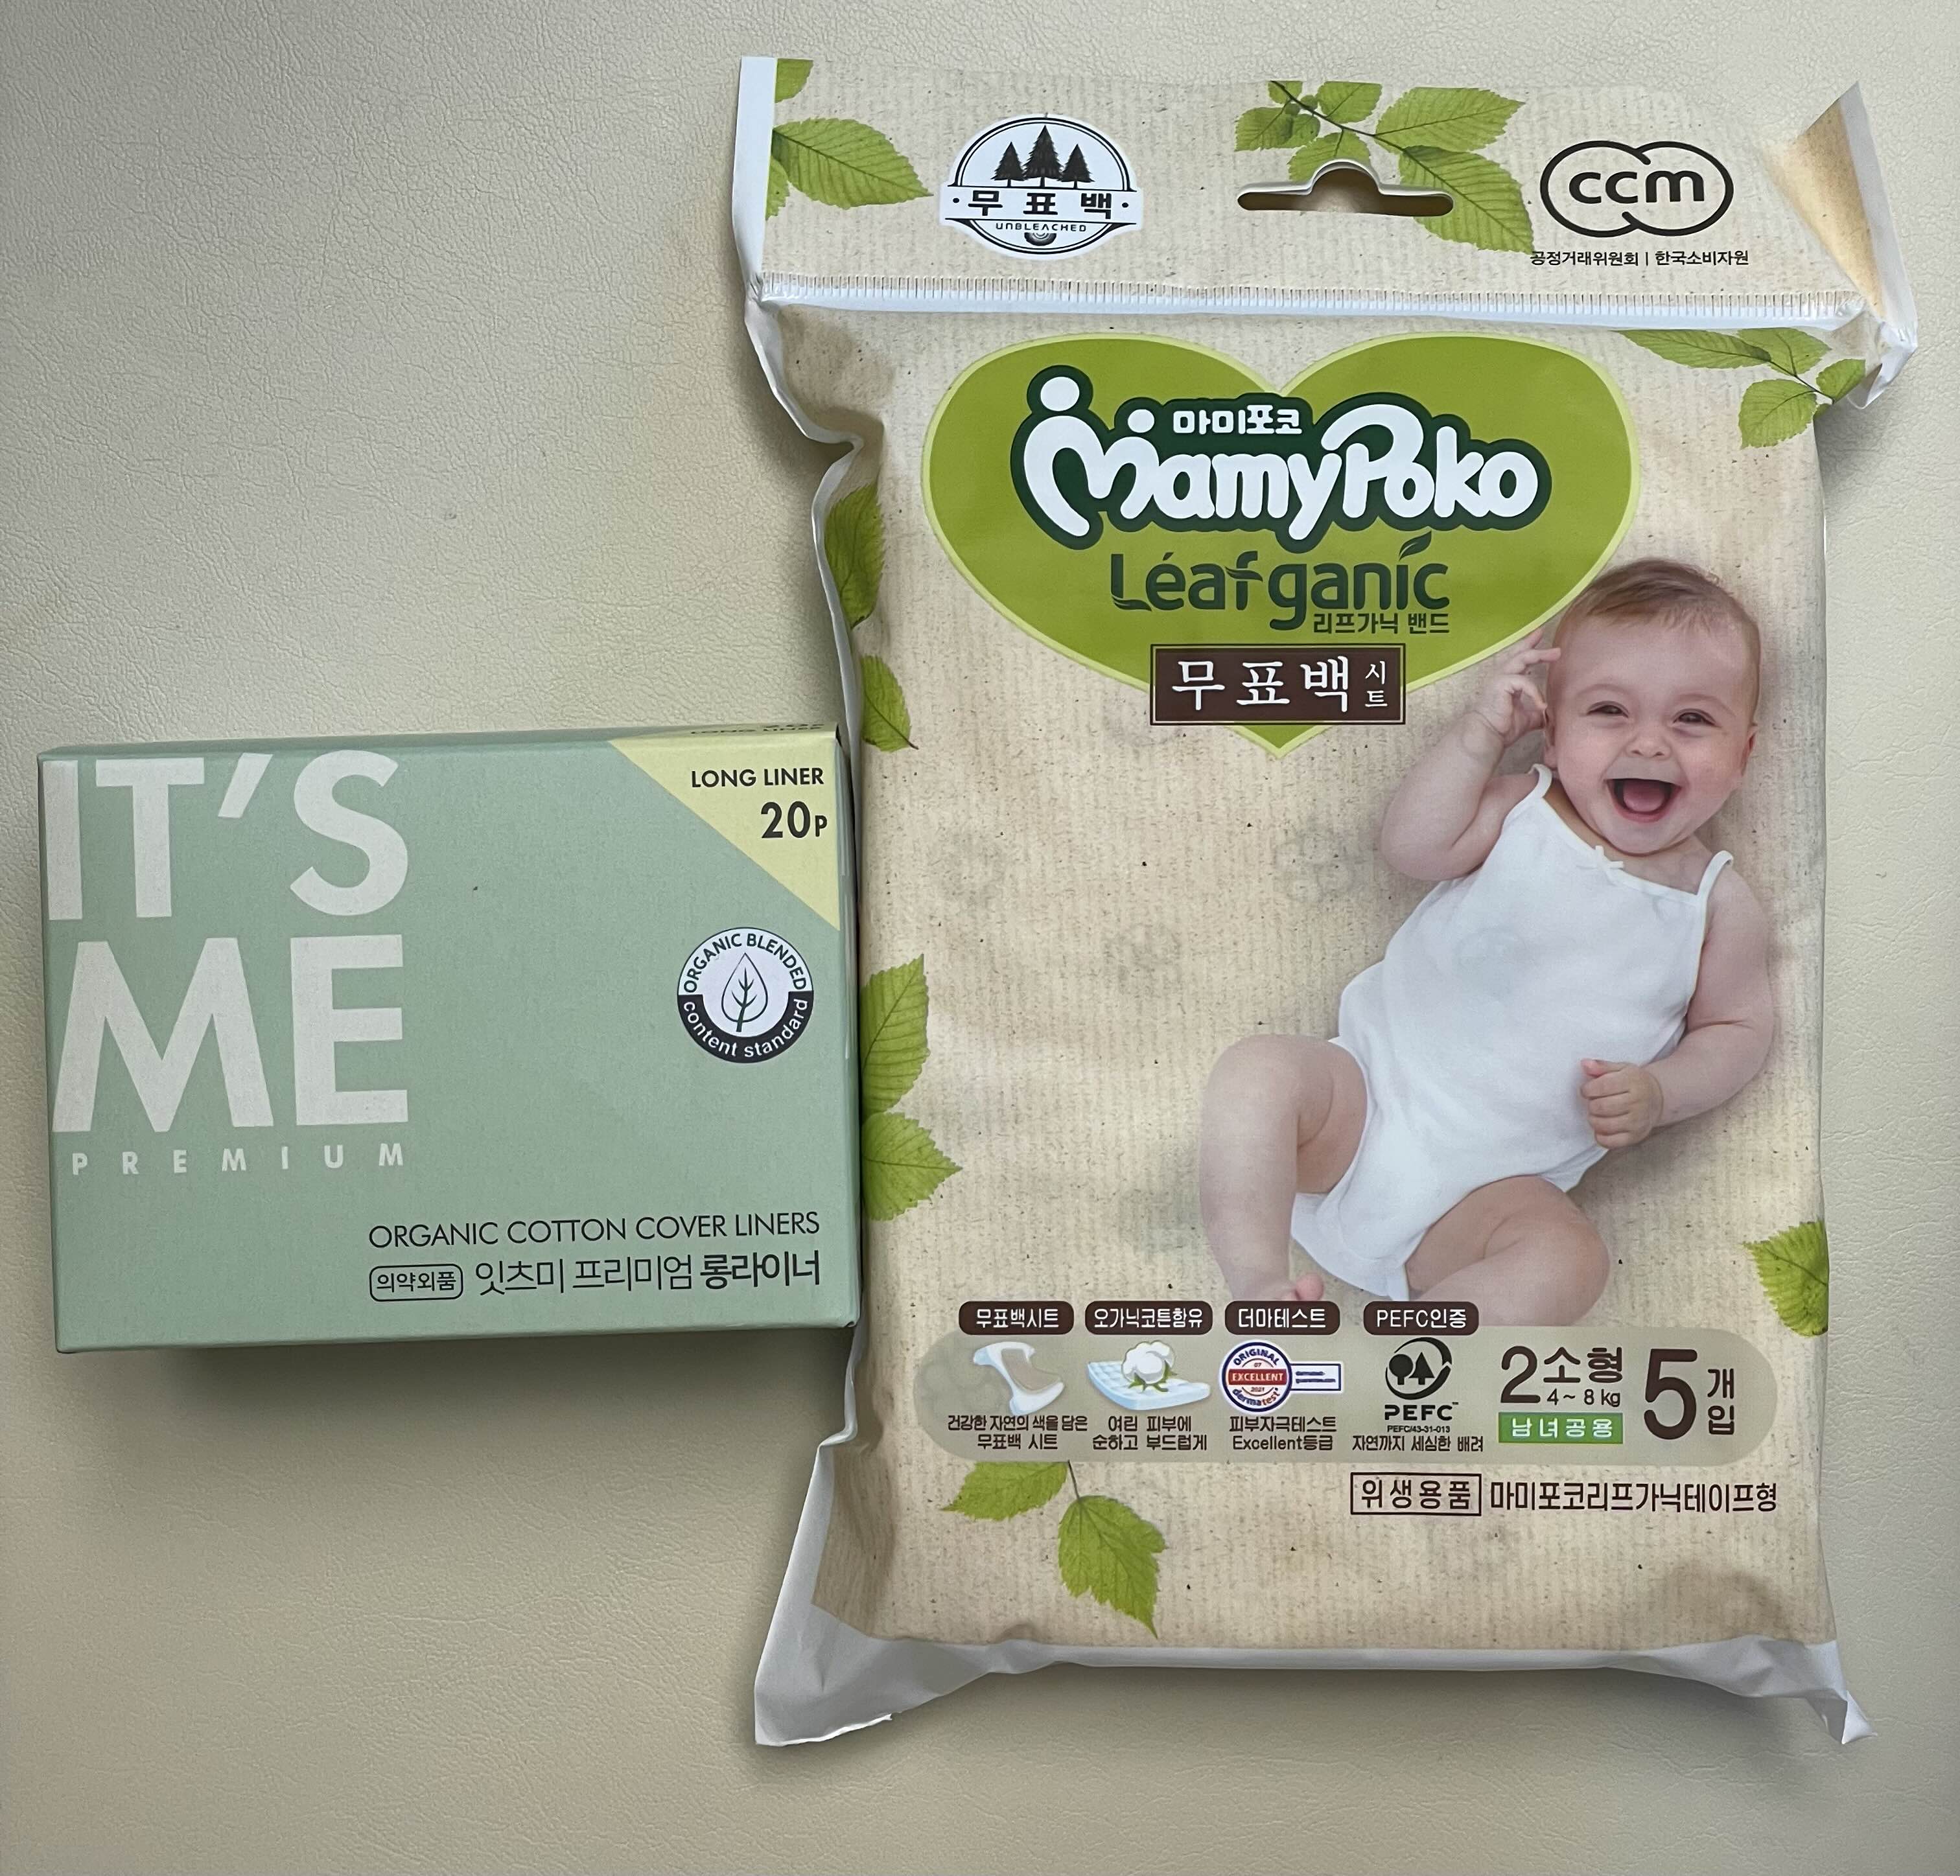 IT'S
ME
PREMIUM
LONG LINER
20P
ORGANIC BLENDED
content standard
ORGANIC COTTON COVER LINERS
의약외품 잇츠미 프리미엄 롱라이너
무표백
UNBLEACHED
ccm
공정거래위원회 | 한국소비자원
마미포코
MamyPoko
Léafganic
리프가닉 밴드
무표백 시트
무표백시트
건강한 자연의 색을 담은
무표백 시트
오가닉코튼함유
여린 피부에
순하고 부드럽게
더마테스트
ORIGINAL
EXCELLENT
2021
dermatest
피부자극테스트
Excellent등급
PEFC인증
PEFC™
PEFC/43-31-013
자연까지 세심한 배려
2소형
4~8kg
남녀공용
5개입
위생용품 마미포코리프가닉테이프형